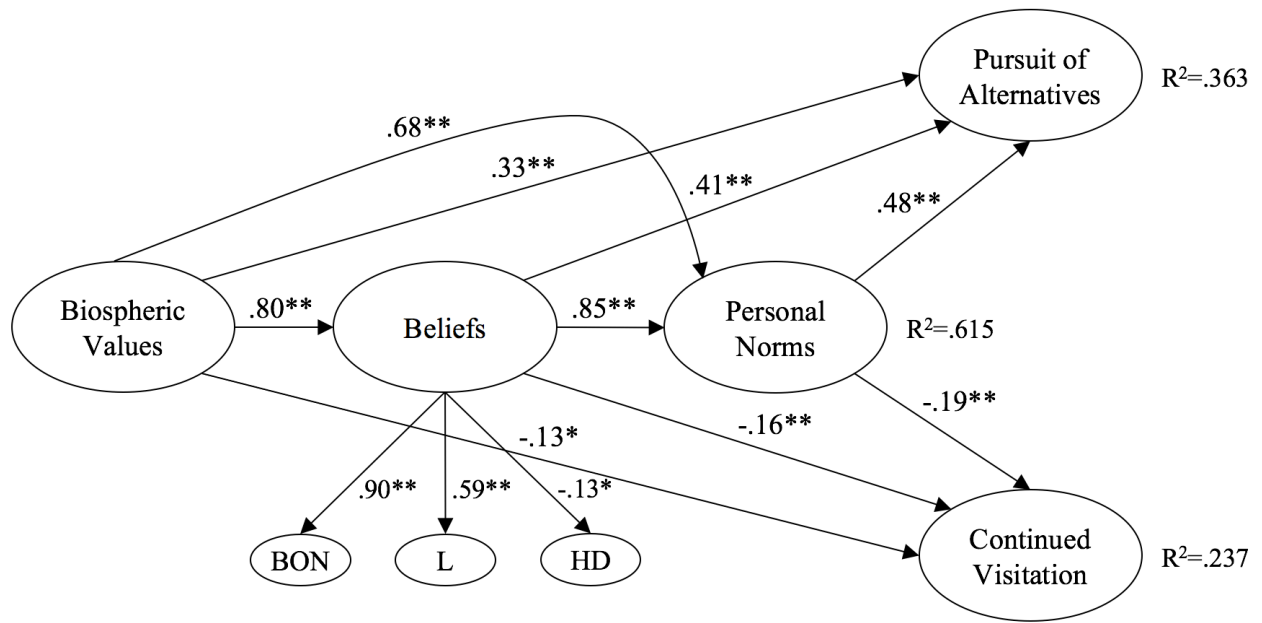 Pursuit of
Alternatives
R²=.363
.68**
.33**
.41**
.48**
Biospheric
Values
.80**
Beliefs
.85**
Personal
Norms
R²=.615
-.13*
-.16**
-.19**
.90**
.59**
-.13*
BON
L
HD
Continued
Visitation
R²=.237